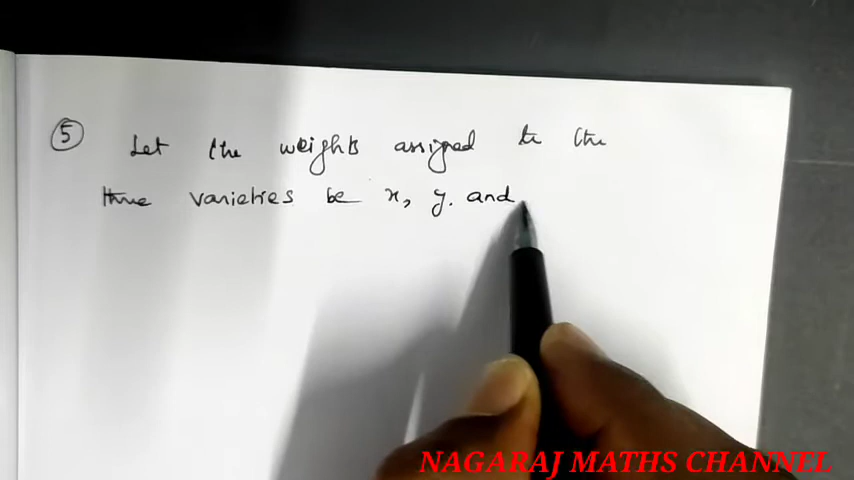 5 Let the weights assigned to the
three varieties be x, y. and
NAGARAJ MATHS CHANNEL